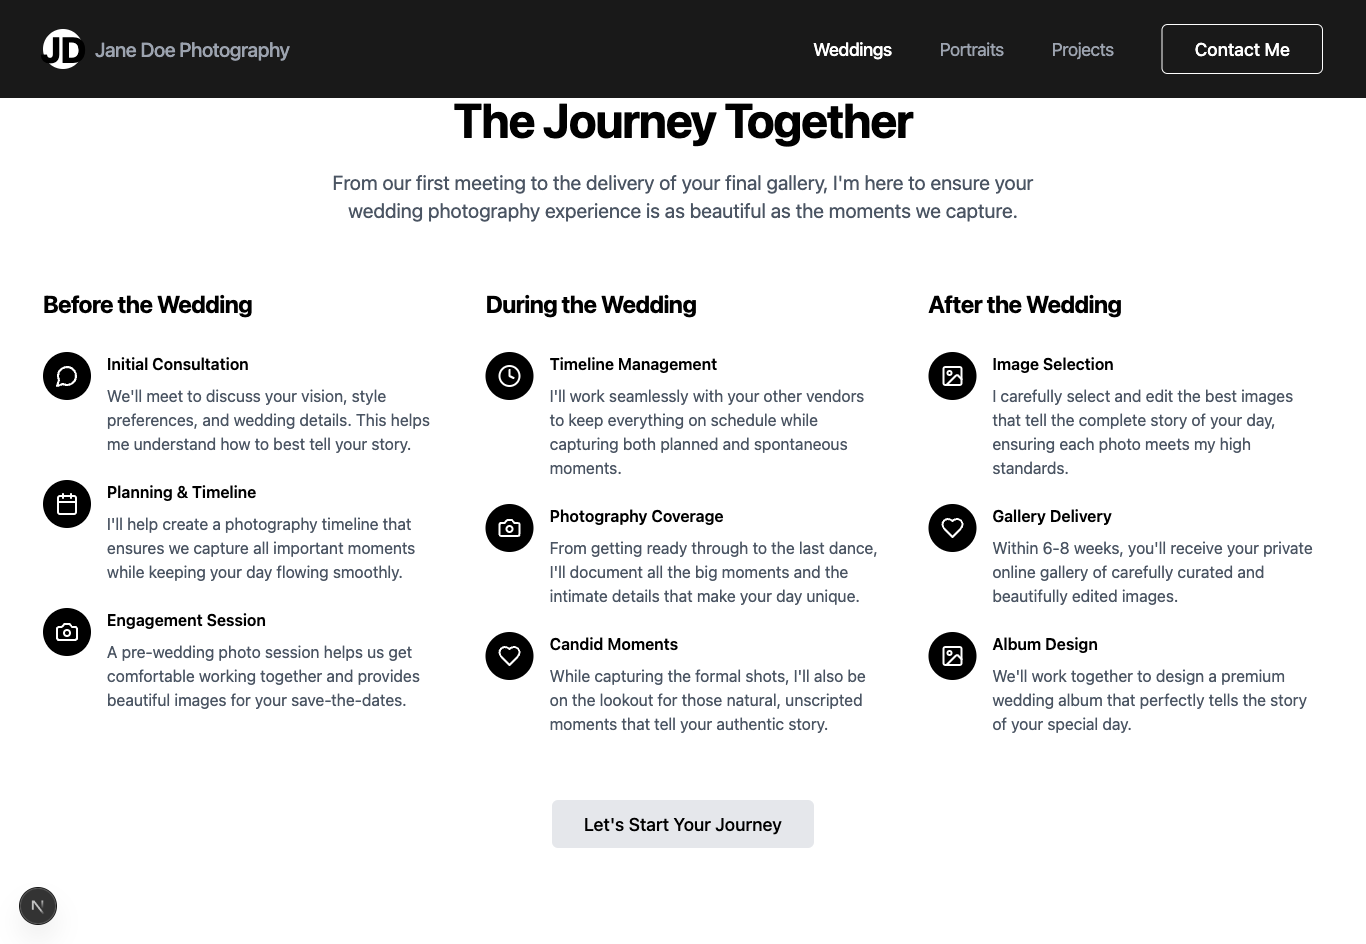 JD Jane Doe Photography
Weddings
Portraits
Projects
Contact Me
The Journey Together
From our first meeting to the delivery of your final gallery, I'm here to ensure your
wedding photography experience is as beautiful as the moments we capture.
Before the Wedding
Initial Consultation
We'll meet to discuss your vision, style
preferences, and wedding details. This helps
me understand how to best tell your story.
Planning & Timeline
I'll help create a photography timeline that
ensures we capture all important moments
while keeping your day flowing smoothly.
Engagement Session
A pre-wedding photo session helps us get
comfortable working together and provides
beautiful images for your save-the-dates.
During the Wedding
Timeline Management
I'll work seamlessly with your other vendors
to keep everything on schedule while
capturing both planned and spontaneous
moments.
Photography Coverage
From getting ready through to the last dance,
I'll document all the big moments and the
intimate details that make your day unique.
Candid Moments
While capturing the formal shots, I'll also be
on the lookout for those natural, unscripted
moments that tell your authentic story.
After the Wedding
Image Selection
I carefully select and edit the best images
that tell the complete story of your day,
ensuring each photo meets my high
standards.
Gallery Delivery
Within 6-8 weeks, you'll receive your private
online gallery of carefully curated and
beautifully edited images.
Album Design
We'll work together to design a premium
wedding album that perfectly tells the story
of your special day.
Let's Start Your Journey
N